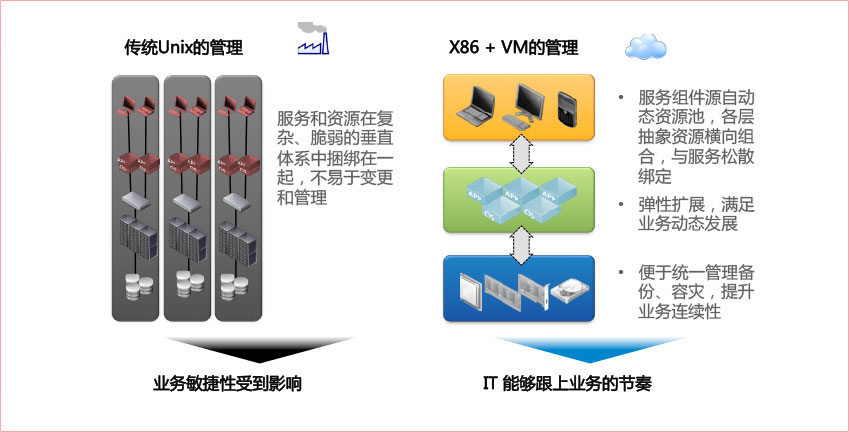 传统Unix的管理
服务和资源在复
杂、脆弱的垂直
体系中捆绑在一
起，不易于变更
和管理
业务敏捷性受到影响
X86 + VM的管理
APP
APP
APP
OS
OS
• 服务组件源自动
态资源池，各层
抽象资源横向组
合，与服务松散
绑定
• 弹性扩展，满足
业务动态发展
• 便于统一管理备
份、容灾，提升
业务连续性
IT 能够跟上业务的节奏